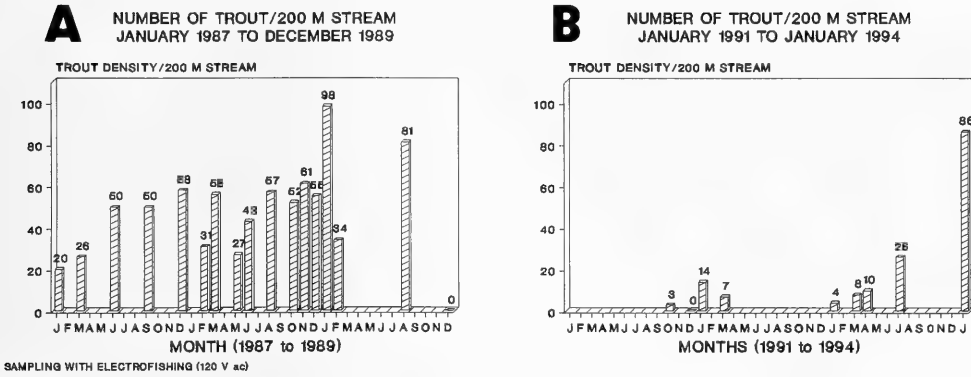 A
NUMBER OF TROUT/200 M STREAM
JANUARY 1987 TO DECEMBER 1989
TROUT DENSITY/200 M STREAM
100
80
60
40
20
0
20 26 50 50 58 31 27 43 57 52 61 98 34 81 0
J F M A M J J A S O N D J F M A M J J A S O N D J F M A M J J A S O N D
MONTH (1987 to 1989)
SAMPLING WITH ELECTROFISHING (120 V ac)
B
NUMBER OF TROUT/200 M STREAM
JANUARY 1991 TO JANUARY 1994
TROUT DENSITY/200 M STREAM
100
80
60
40
20
0
3 0 14 7 4 8 10 86
J F M A M J J A S O N D J F M A M J J A S O N D J F M A M J J A S O N D J
MONTHS (1991 to 1994)